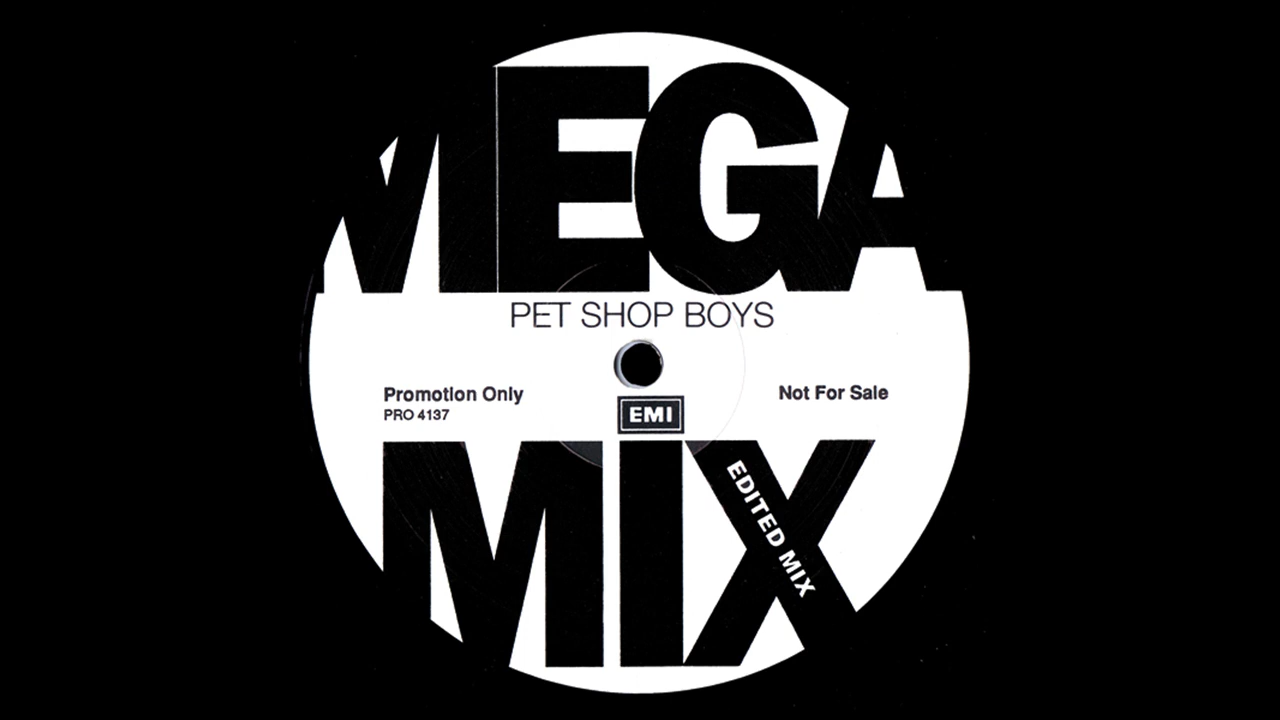 MEGA
PET SHOP BOYS
Promotion Only
Not For Sale
PRO 4137
EMI
MIX
EDITED MIX